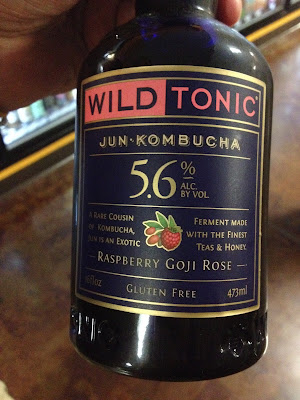 WILD TONIC®
JUN-KOMBUCHA
5.6% ALC.
BY VOL.
A RARE COUSIN
OF KOMBUCHA,
JUN IS AN EXOTIC
FERMENT MADE
WITH THE FINEST
TEAS & HONEY.
RASPBERRY GOJI ROSE
16floz
GLUTEN FREE
473ml